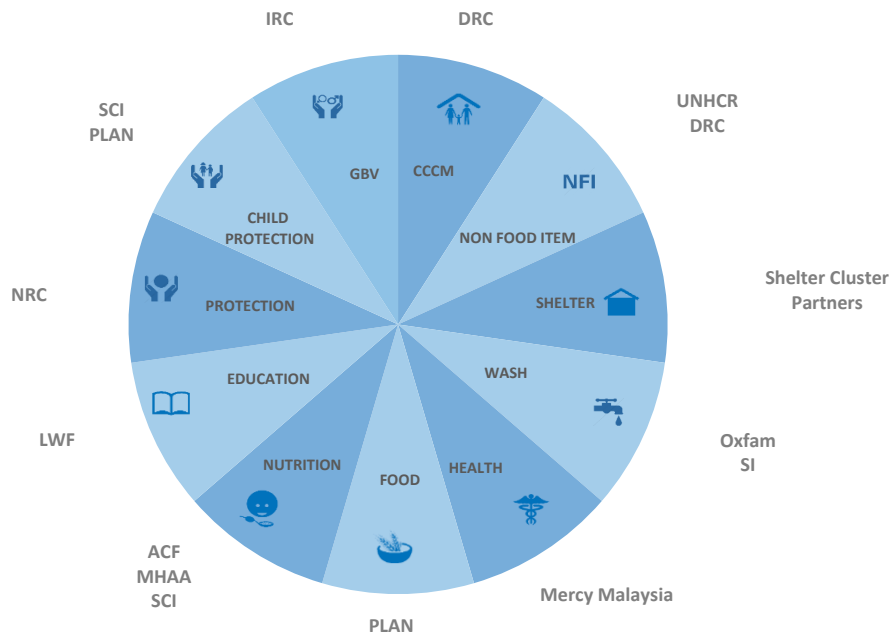 IRC
DRC
SCI
PLAN
UNHCR
DRC
GBV
CCCM
NFI
CHILD
PROTECTION
NON FOOD ITEM
NRC
PROTECTION
SHELTER
Shelter Cluster
Partners
EDUCATION
WASH
LWF
Oxfam
SI
NUTRITION
FOOD
HEALTH
ACF
MHAA
SCI
Mercy Malaysia
PLAN